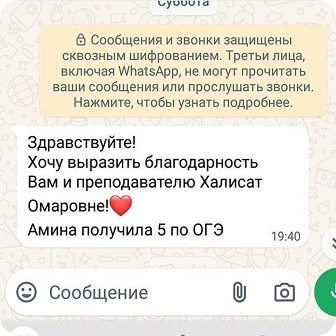 Суббота
Сообщения и звонки защищены
сквозным шифрованием. Третьи лица,
включая WhatsApp, не могут прочитать
ваши сообщения или прослушать звонки.
Нажмите, чтобы узнать подробнее.
Здравствуйте!
Хочу выразить благодарность
Вам и преподавателю Халисат
Омаровне!❤️
Амина получила 5 по ОГЭ
19:40
Сообщение